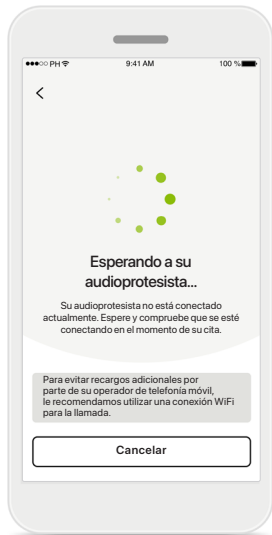 ●●●○○ PH 9:41 AM 100 %
Esperando a su
audioprotesista...
Su audioprotesista no está conectado
actualmente. Espere y compruebe que se esté
conectando en el momento de su cita.
Para evitar recargos adicionales por
parte de su operador de telefonía móvil,
le recomendamos utilizar una conexión WiFi
para la llamada.
Cancelar